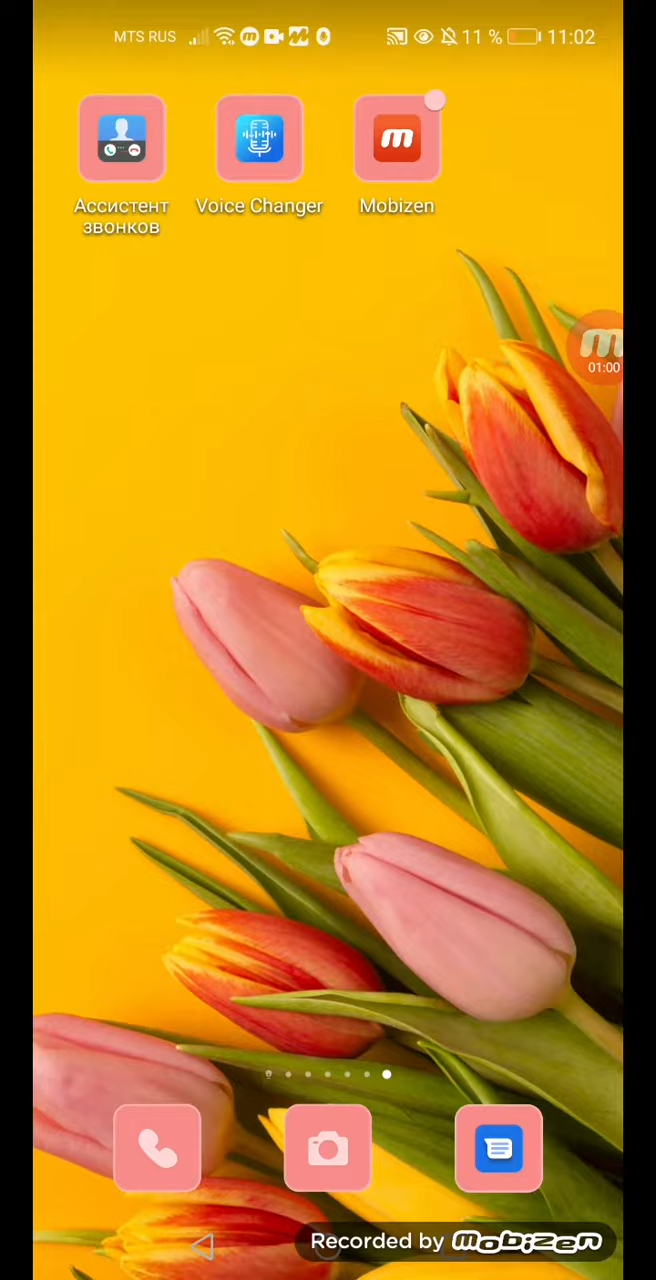 MTS RUS 11 % 11:02
Ассистент звонков
Voice Changer
Mobizen
01:00
Recorded by mobizen